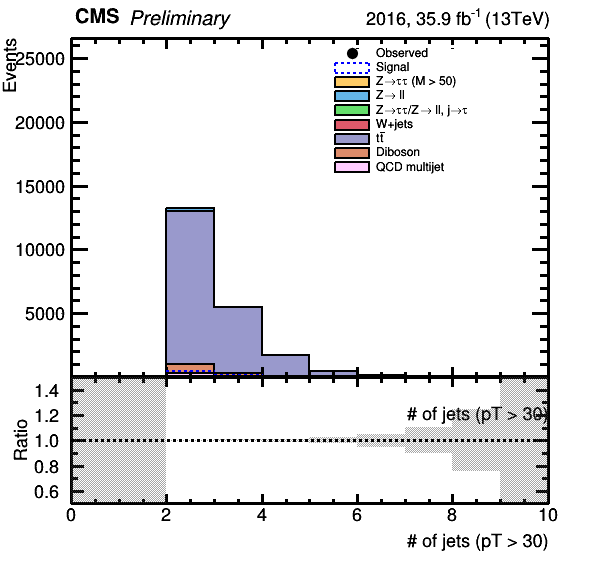 CMS Preliminary 2016, 35.9 fb⁻¹ (13TeV)
Events
25000
20000
15000
10000
5000
Observed
Signal
Z→ττ (M > 50)
Z→ ll
Z→ττ/Z→ ll, j→τ
W+jets
tt̄
Diboson
QCD multijet
Ratio
1.4
1.2
1.0
0.8
0.6
# of jets (pT > 30)
0 2 4 6 8 10
# of jets (pT > 30)